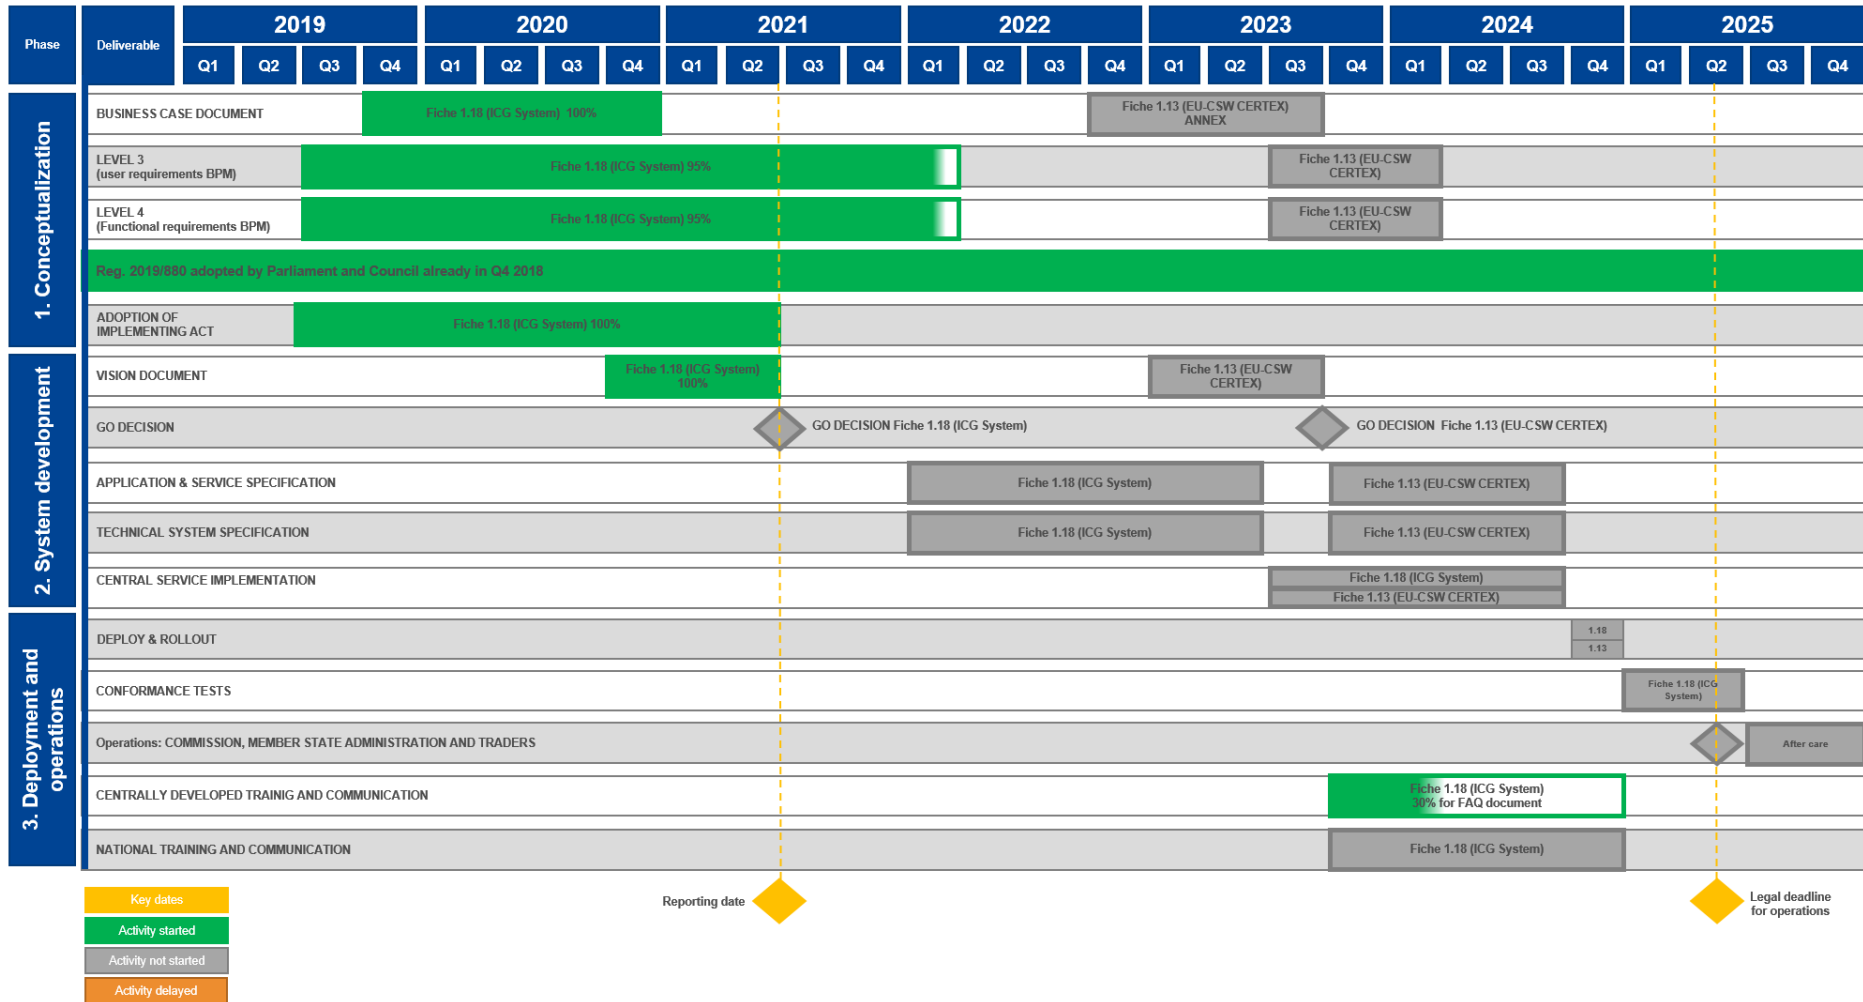 Phase
Deliverable
2019
2020
2021
2022
2023
2024
2025
Q1 Q2 Q3 Q4 Q1 Q2 Q3 Q4 Q1 Q2 Q3 Q4 Q1 Q2 Q3 Q4 Q1 Q2 Q3 Q4 Q1 Q2 Q3 Q4 Q1 Q2 Q3 Q4
1. Conceptualization
BUSINESS CASE DOCUMENT
Fiche 1.18 (ICG System) 100%
Fiche 1.13 (EU-CSW CERTEX)
ANNEX
LEVEL 3
(user requirements BPM)
Fiche 1.18 (ICG System) 95%
Fiche 1.13 (EU-CSW
CERTEX)
LEVEL 4
(Functional requirements BPM)
Fiche 1.18 (ICG System) 95%
Fiche 1.13 (EU-CSW
CERTEX)
Reg. 2019/880 adopted by Parliament and Council already in Q4 2018
ADOPTION OF
IMPLEMENTING ACT
Fiche 1.18 (ICG System) 100%
2. System development
VISION DOCUMENT
Fiche 1.18 (ICG System)
100%
Fiche 1.13 (EU-CSW
CERTEX)
GO DECISION
GO DECISION Fiche 1.18 (ICG System)
GO DECISION Fiche 1.13 (EU-CSW CERTEX)
APPLICATION & SERVICE SPECIFICATION
Fiche 1.18 (ICG System)
Fiche 1.13 (EU-CSW CERTEX)
TECHNICAL SYSTEM SPECIFICATION
Fiche 1.18 (ICG System)
Fiche 1.13 (EU-CSW CERTEX)
CENTRAL SERVICE IMPLEMENTATION
Fiche 1.18 (ICG System)
Fiche 1.13 (EU-CSW CERTEX)
3. Deployment and
operations
DEPLOY & ROLLOUT
1.18
1.13
CONFORMANCE TESTS
Fiche 1.18 (ICG
System)
Operations: COMMISSION, MEMBER STATE ADMINISTRATION AND TRADERS
After care
CENTRALLY DEVELOPED TRAINIG AND COMMUNICATION
Fiche 1.18 (ICG System)
30% for FAQ document
NATIONAL TRAINING AND COMMUNICATION
Fiche 1.18 (ICG System)
Key dates
Activity started
Activity not started
Activity delayed
Reporting date
Legal deadline
for operations